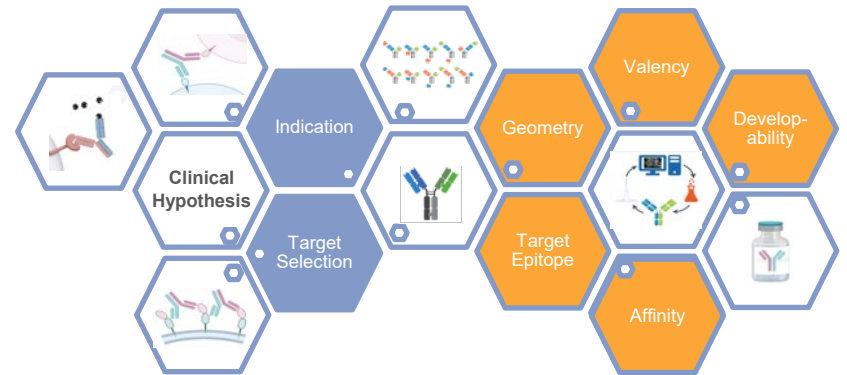 Clinical
Hypothesis
Indication
Target
Selection
Geometry
Target
Epitope
Valency
Affinity
Develop-
ability